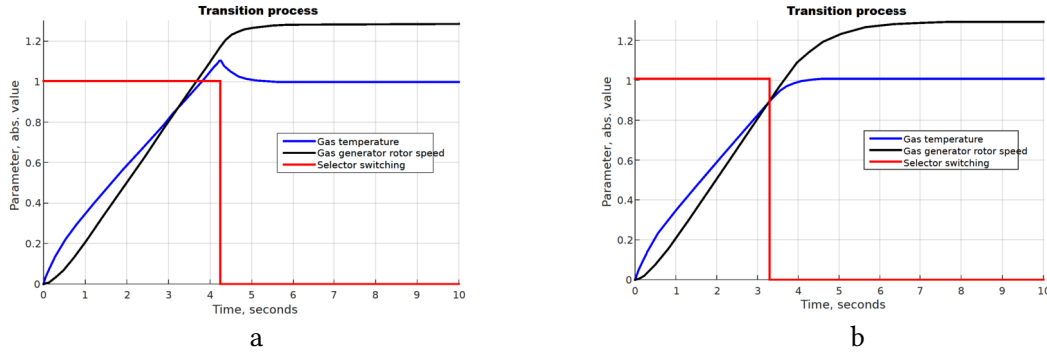 Transition process
Parameter, abs. value
1.2
1
0.8
0.6
0.4
0.2
0
Gas temperature
Gas generator rotor speed
Selector switching
0 1 2 3 4 5 6 7 8 9 10
Time, seconds
a
Transition process
Parameter, abs. value
1.2
1
0.8
0.6
0.4
0.2
0
Gas temperature
Gas generator rotor speed
Selector switching
0 1 2 3 4 5 6 7 8 9 10
Time, seconds
b